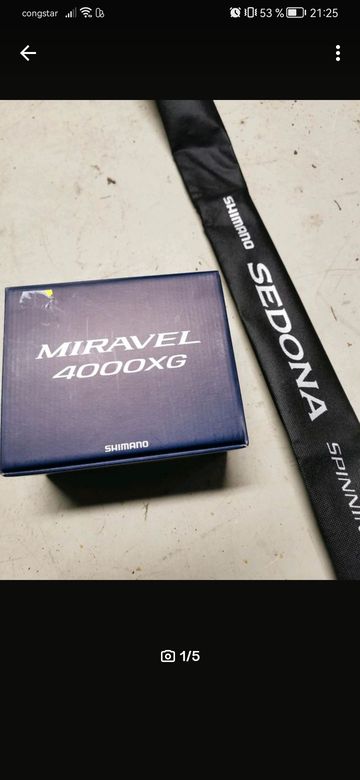 congstar
53 %
21:25
SHIMANO
SEDONA
SPINNIN
MIRAVEL
4000XG
SHIMANO
1/5